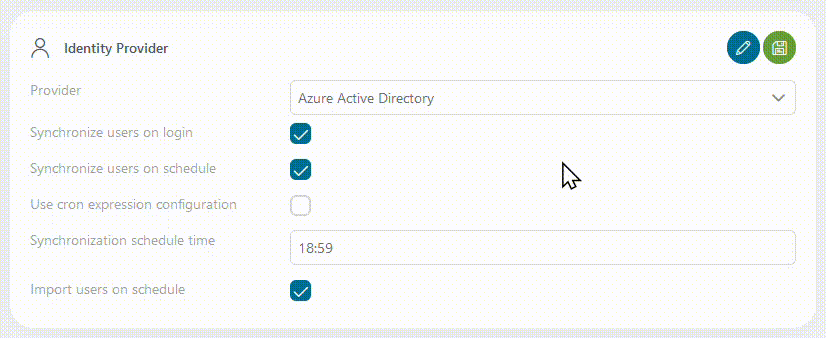 Identity Provider
Provider
Azure Active Directory
Synchronize users on login
Synchronize users on schedule
Use cron expression configuration
Synchronization schedule time
18:59
Import users on schedule